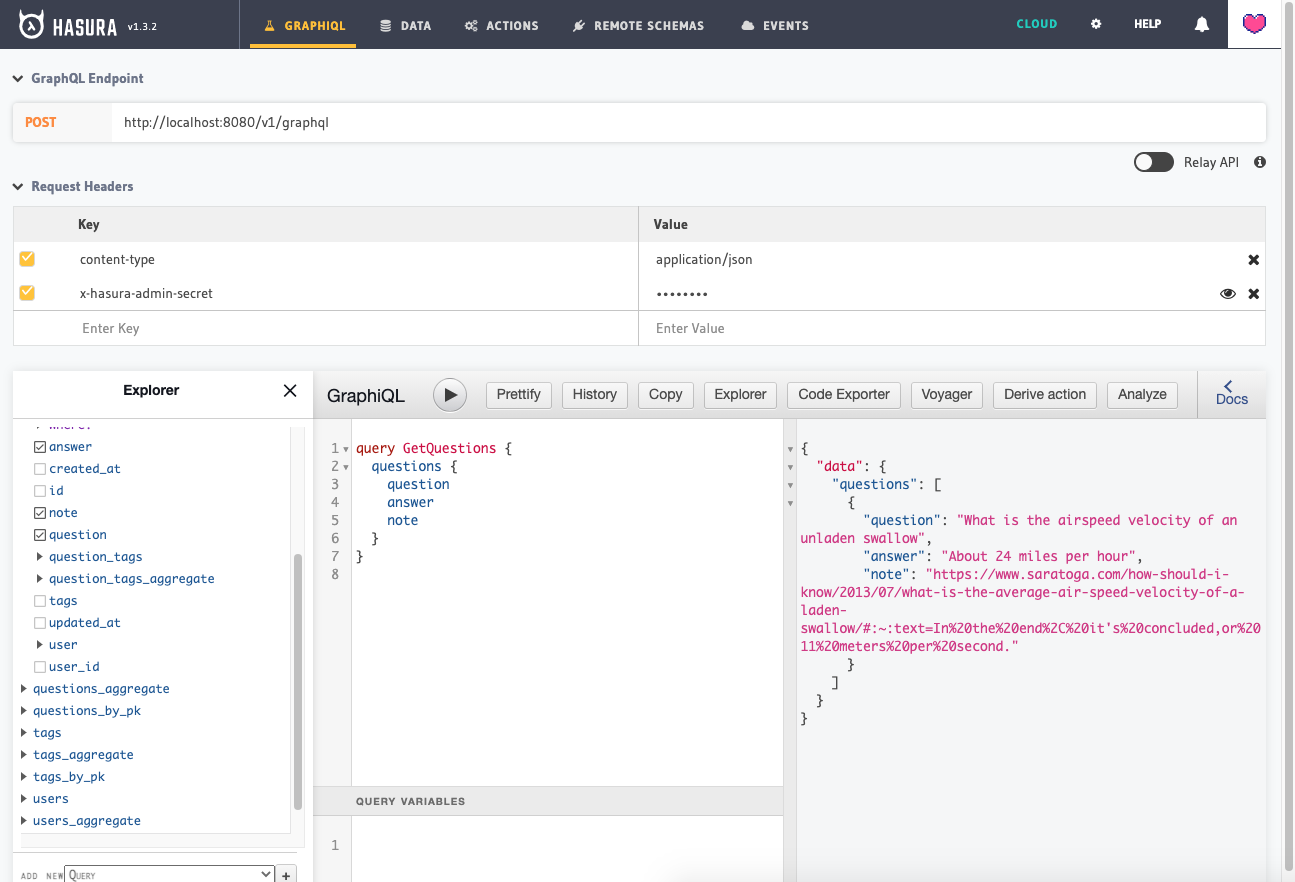 HASURA v1.3.2
GRAPHIQL
DATA
ACTIONS
REMOTE SCHEMAS
EVENTS
CLOUD
HELP
GraphQL Endpoint
POST http://localhost:8080/v1/graphql
Relay API
Request Headers
Key Value
content-type application/json
x-hasura-admin-secret ••••••••
Enter Key Enter Value
Explorer
where:
answer
created_at
id
note
question
question_tags
question_tags_aggregate
tags
updated_at
user
user_id
questions_aggregate
questions_by_pk
tags
tags_aggregate
tags_by_pk
users
users_aggregate
ADD NEW Query +
GraphiQL
Prettify
History
Copy
Explorer
Code Exporter
Voyager
Derive action
Analyze
Docs
1 query GetQuestions {
2 questions {
3 question
4 answer
5 note
6 }
7 }
8
QUERY VARIABLES
1
{
"data": {
"questions": [
{
"question": "What is the airspeed velocity of an
unladen swallow",
"answer": "About 24 miles per hour",
"note": "https://www.saratoga.com/how-should-i-
know/2013/07/what-is-the-average-air-speed-velocity-of-a-
laden-
swallow/#:~:text=In%20the%20end%2C%20it's%20concluded,or%20
11%20meters%20per%20second."
}
]
}
}